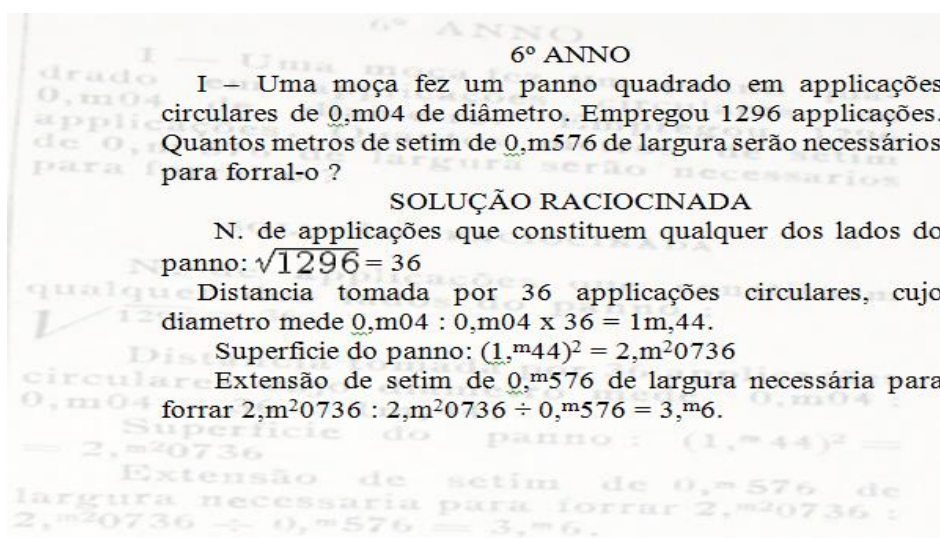 6º ANNO
I – Uma moça fez um panno quadrado em applicações
circulares de 0,m04 de diâmetro. Empregou 1296 applicações.
Quantos metros de setim de 0,m576 de largura serão necessários
para forral-o ?
SOLUÇÃO RACIOCINADA
N. de applicações que constituem qualquer dos lados do
panno: √1296 = 36
Distancia tomada por 36 applicações circulares, cujo
diametro mede 0,m04 : 0,m04 x 36 = 1m,44.
Superficie do panno: (1,ᵐ44)² = 2,m²0736
Extensão de setim de 0,ᵐ576 de largura necessária para
forrar 2,m²0736 : 2,m²0736 ÷ 0,ᵐ576 = 3,ᵐ6.